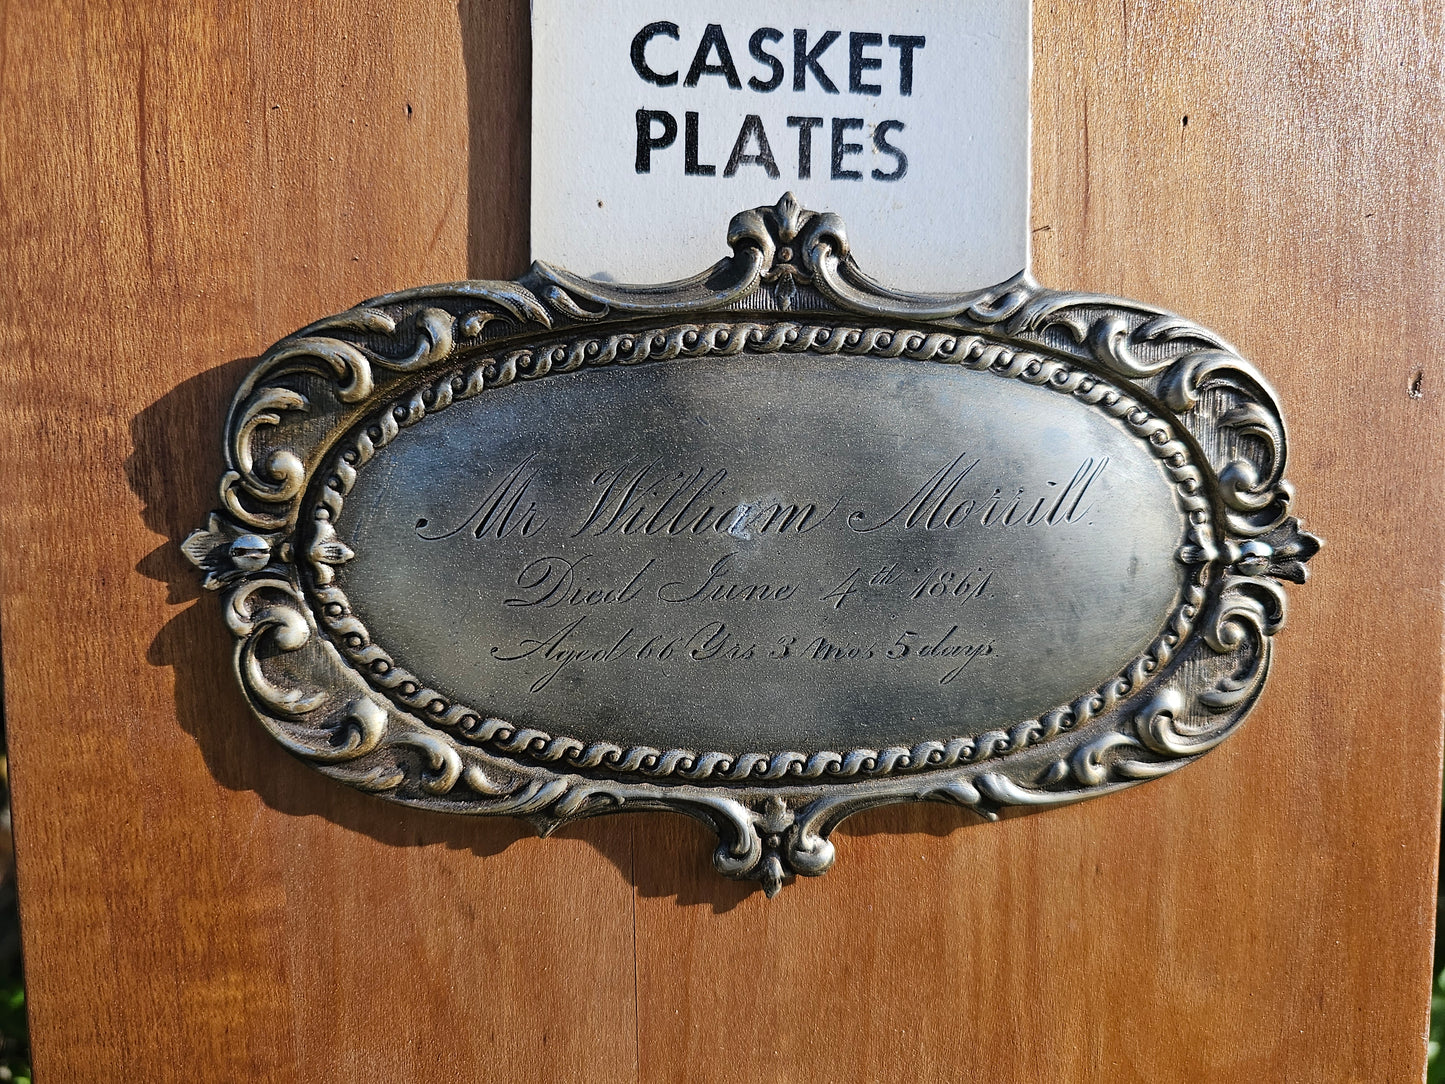 CASKET
PLATES
Mr William Morrill.
Died June 4th 1861.
Aged 66 Yrs 3 mos 5 days.